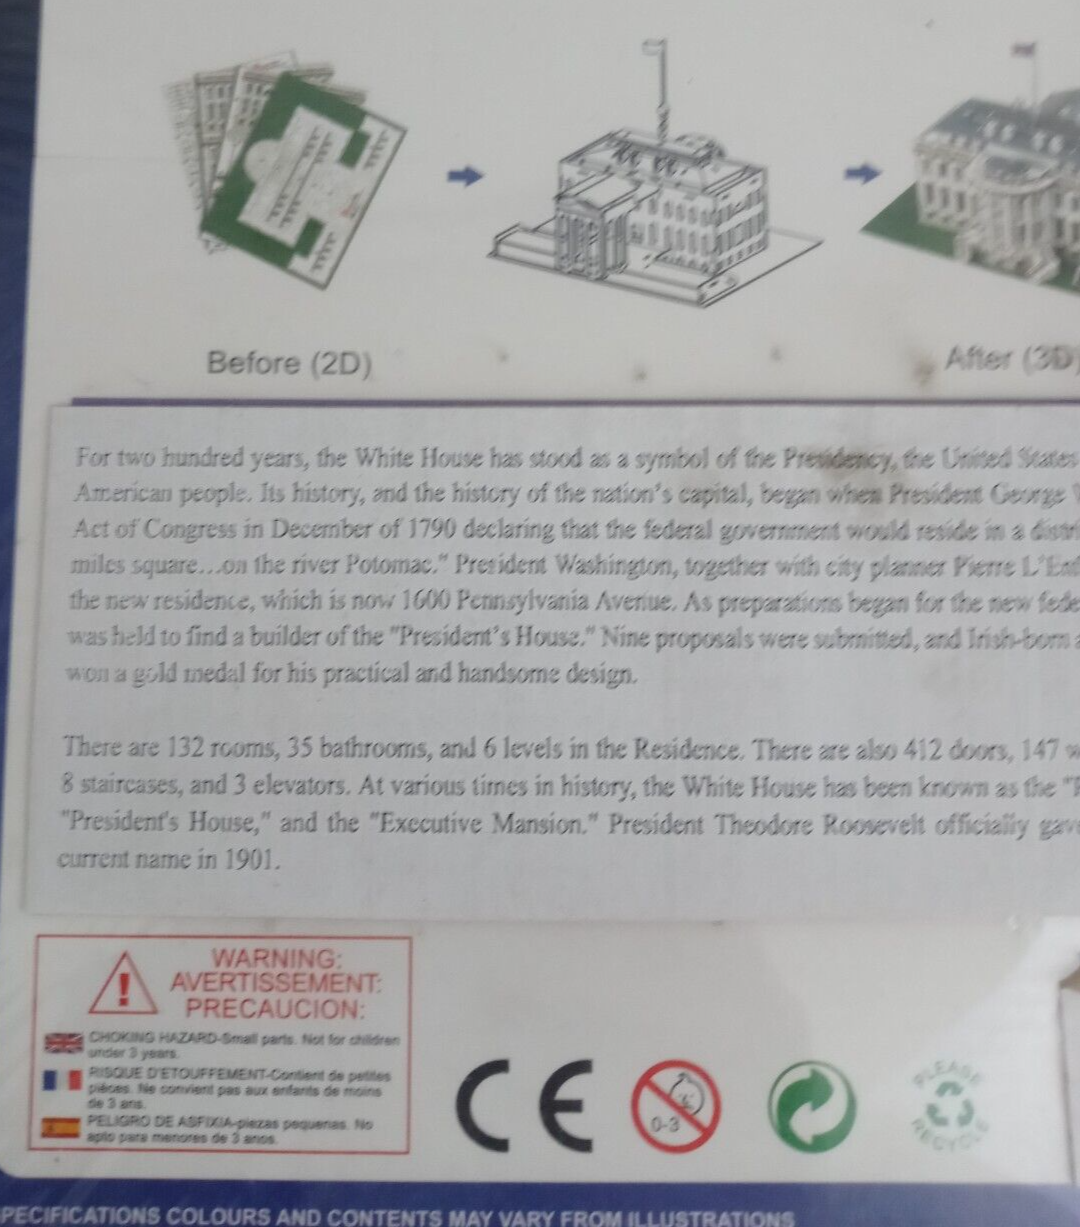 Before (2D)
After (3D)
For two hundred years, the White House has stood as a symbol of the Presidency, the United States
American people. Its history, and the history of the nation's capital, began when President George
Act of Congress in December of 1790 declaring that the federal government would reside in a
miles square...on the river Potomac." President Washington, together with city planner Pierre
the new residence, which is now 1600 Pennsylvania Avenue. As preparations began for the new
was held to find a builder of the "President's House." Nine proposals were submitted, and Irish-born
won a gold medal for his practical and handsome design.
There are 132 rooms, 35 bathrooms, and 6 levels in the Residence. There are also 412 doors, 147
8 staircases, and 3 elevators. At various times in history, the White House has been known as the
"President's House," and the "Executive Mansion." President Theodore Roosevelt officially
current name in 1901.
WARNING:
AVERTISSEMENT:
PRECAUCION:
CHOKING HAZARD-Small parts. Not for children
under 3 years.
RISQUE D'ETOUFFEMENT-Contient de petites
pièces. Ne convient pas aux enfants de moins
de 3 ans.
PELIGRO DE ASFIXIA-piezas pequenas. No
apto para menores de 3 anos.
CE
0-3
PLEASE
RECYCLE
SPECIFICATIONS COLOURS AND CONTENTS MAY VARY FROM ILLUSTRATIONS